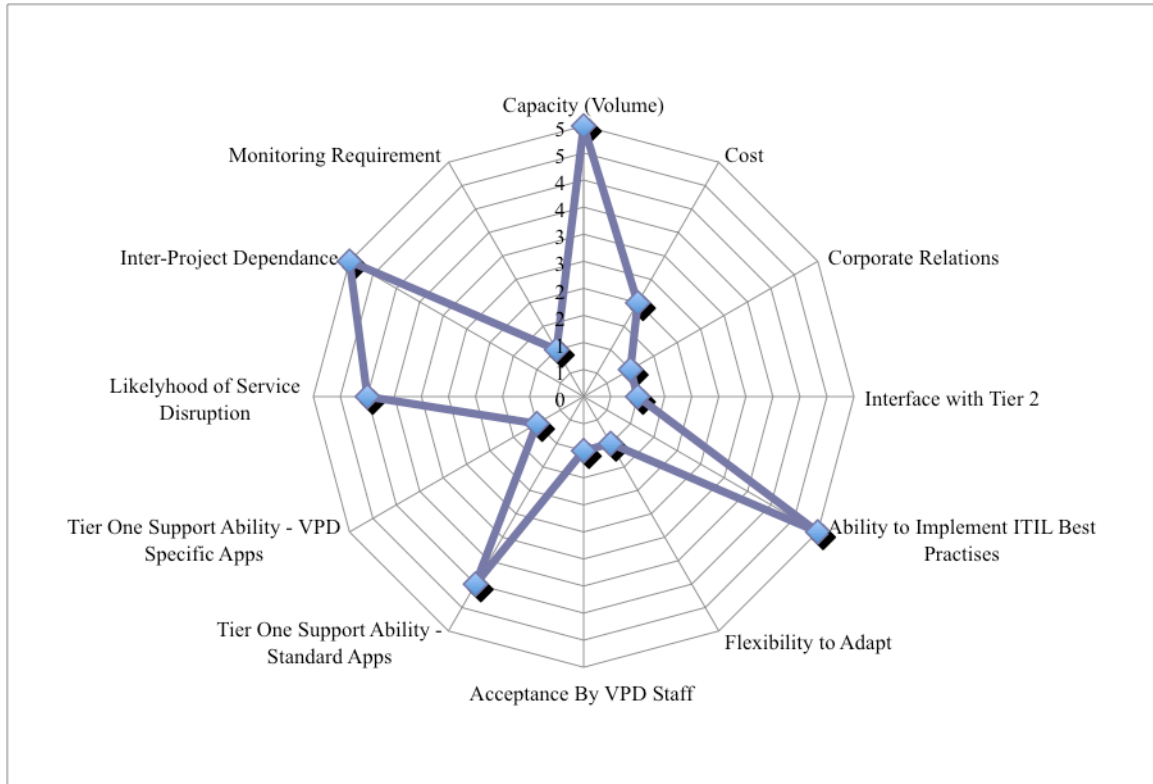 Capacity (Volume)
5
5
4
4
3
3
2
2
1
1
0
Cost
Corporate Relations
Interface with Tier 2
Ability to Implement ITIL Best
Practises
Flexibility to Adapt
Acceptance By VPD Staff
Tier One Support Ability -
Standard Apps
Tier One Support Ability - VPD
Specific Apps
Likelyhood of Service
Disruption
Inter-Project Dependance
Monitoring Requirement